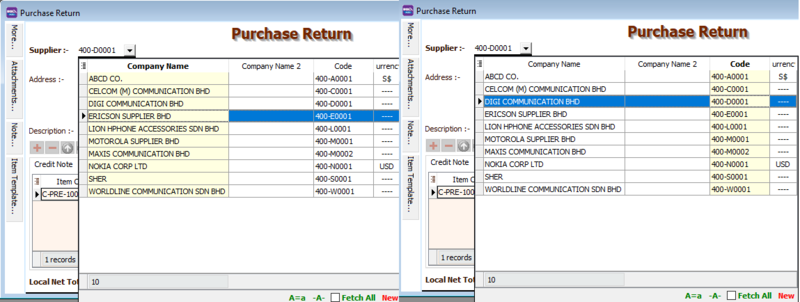 Purchase Return
More...
Attachments...
Note...
Item Template...
Purchase Return
Supplier :- 400-D0001
Address :-
Description :-
Credit Note
Item C
C-PRE-100
1 records
Local Net Tot
Company Name Company Name 2 Code urrenc
ABCD CO. 400-A0001 S$
CELCOM (M) COMMUNICATION BHD 400-C0001 ----
DIGI COMMUNICATION BHD 400-D0001 ----
ERICSON SUPPLIER BHD 400-E0001 ----
LION HPHONE ACCESSORIES SDN BHD 400-L0001 ----
MOTOROLA SUPPLIER BHD 400-M0001 ----
MAXIS COMMUNICATION BHD 400-M0002 ----
NOKIA CORP LTD 400-N0001 USD
SHER 400-S0001 ----
WORLDLINE COMMUNICATION SDN BHD 400-W0001 ----
10
A=a -A- Fetch All New
Purchase Return
More...
Attachments...
Note...
Item Template...
Purchase Return
Supplier :- 400-D0001
Address :-
Description :-
Credit Note
Item C
C-PRE-100
1 records
Local Net Tot
Company Name Company Name 2 Code urrenc
ABCD CO. 400-A0001 S$
CELCOM (M) COMMUNICATION BHD 400-C0001 ----
DIGI COMMUNICATION BHD 400-D0001 ----
ERICSON SUPPLIER BHD 400-E0001 ----
LION HPHONE ACCESSORIES SDN BHD 400-L0001 ----
MOTOROLA SUPPLIER BHD 400-M0001 ----
MAXIS COMMUNICATION BHD 400-M0002 ----
NOKIA CORP LTD 400-N0001 USD
SHER 400-S0001 ----
WORLDLINE COMMUNICATION SDN BHD 400-W0001 ----
10
A=a -A- Fetch All New